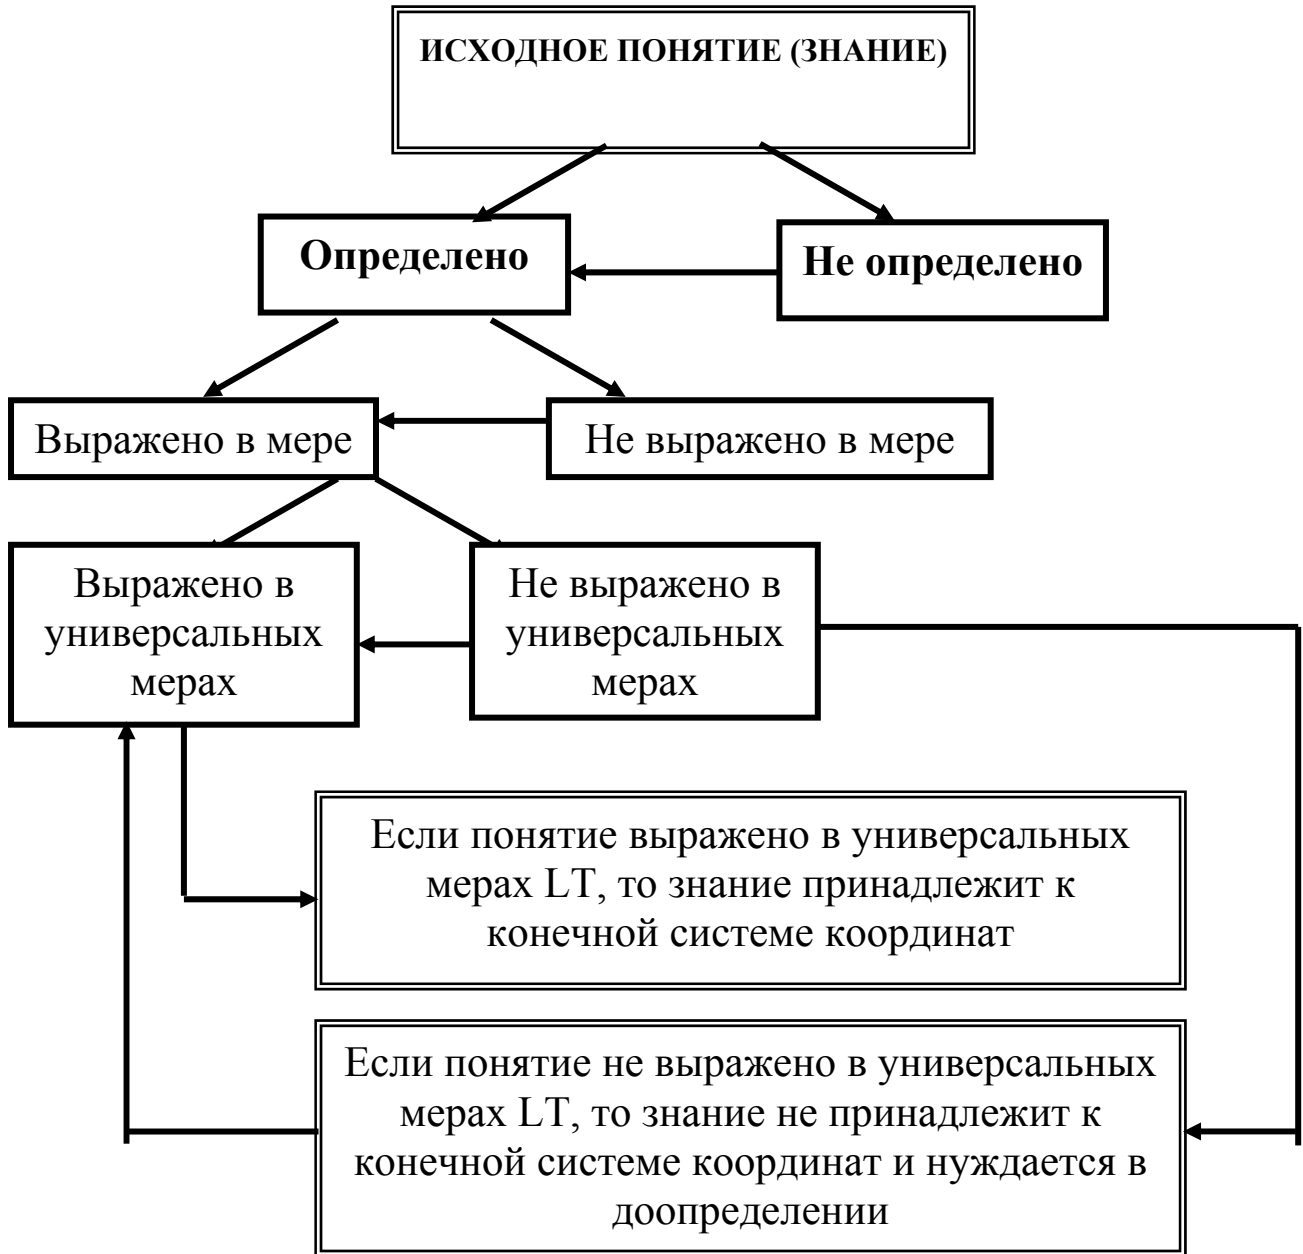 ИСХОДНОЕ ПОНЯТИЕ (ЗНАНИЕ)
Определено
Не определено
Выражено в мере
Не выражено в мере
Выражено в
универсальных
мерах
Не выражено в
универсальных
мерах
Если понятие выражено в универсальных
мерах LT, то знание принадлежит к
конечной системе координат
Если понятие не выражено в универсальных
мерах LT, то знание не принадлежит к
конечной системе координат и нуждается в
доопределении